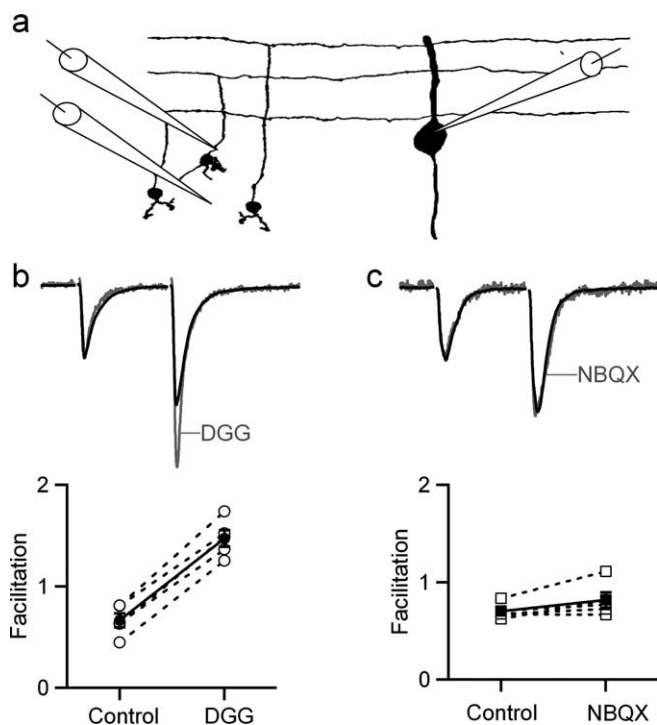 a
b
c
DGG
NBQX
2
1
0
Facilitation
Control
DGG
2
1
0
Facilitation
Control
NBQX